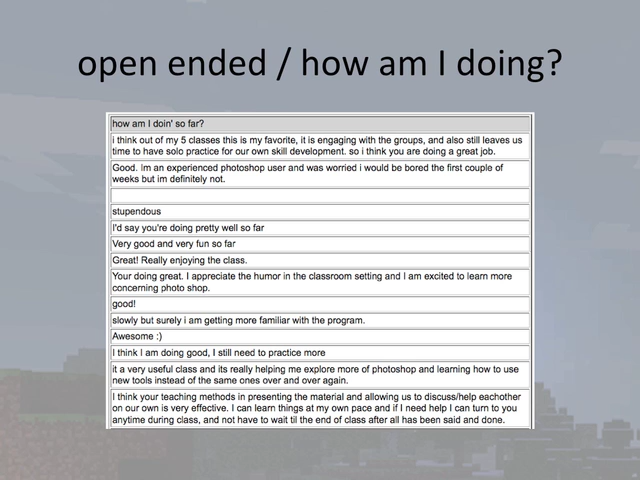 open ended / how am I doing?
how am I doin' so far?
i think out of my 5 classes this is my favorite, it is engaging with the groups, and also still leaves us
time to have solo practice for our own skill development. so i think you are doing a great job.
Good. Im an experienced photoshop user and was worried i would be bored the first couple of
weeks but im definitely not.
stupendous
I'd say you're doing pretty well so far
Very good and very fun so far
Great! Really enjoying the class.
Your doing great. I appreciate the humor in the classroom setting and I am excited to learn more
concerning photo shop.
good!
slowly but surely i am getting more familiar with the program.
Awesome :)
I think I am doing good, I still need to practice more
it a very useful class and its really helping me explore more of photoshop and learning how to use
new tools instead of the same ones over and over again.
I think your teaching methods in presenting the material and allowing us to discuss/help eachother
on our own is very effective. I can learn things at my own pace and if I need help I can turn to you
anytime during class, and not have to wait til the end of class after all has been said and done.